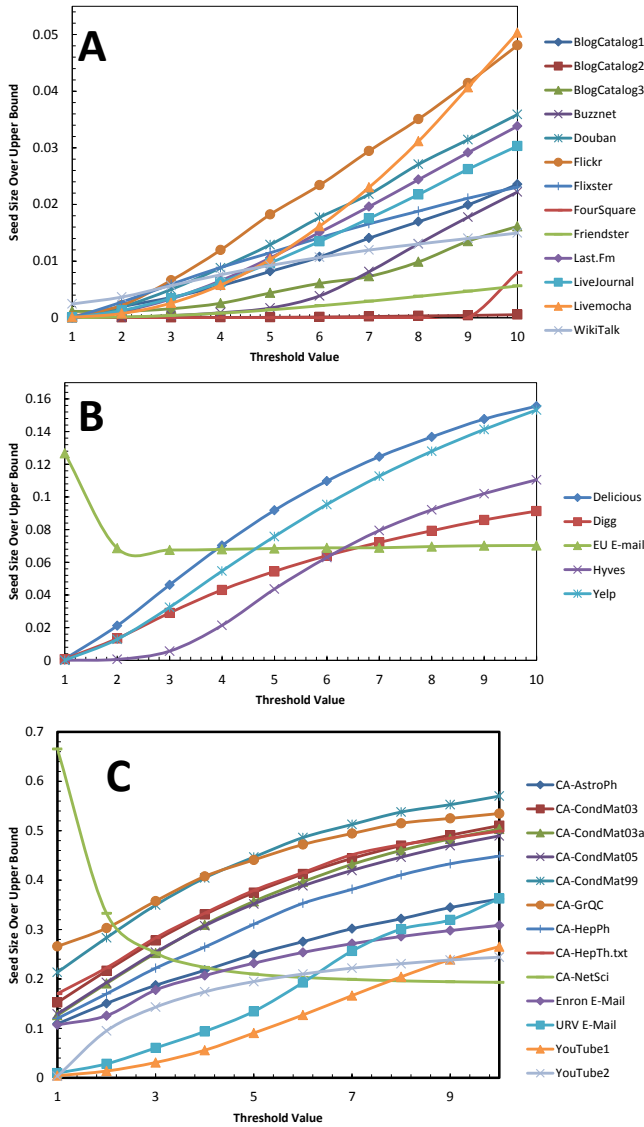 A
Seed Size Over Upper Bound
0.05
0.04
0.03
0.02
0.01
0
1 2 3 4 5 6 7 8 9 10
Threshold Value
BlogCatalog1
BlogCatalog2
BlogCatalog3
Buzznet
Douban
Flickr
Flixster
FourSquare
Friendster
Last.Fm
LiveJournal
Livemocha
WikiTalk
B
Seed Size Over Upper Bound
0.16
0.14
0.12
0.1
0.08
0.06
0.04
0.02
0
1 2 3 4 5 6 7 8 9 10
Threshold Value
Delicious
Digg
EU E-mail
Hyves
Yelp
C
Seed Size Over Upper Bound
0.7
0.6
0.5
0.4
0.3
0.2
0.1
0
1 3 5 7 9
Threshold Value
CA-AstroPh
CA-CondMat03
CA-CondMat03a
CA-CondMat05
CA-CondMat99
CA-GrQC
CA-HepPh
CA-HepTh.txt
CA-NetSci
Enron E-Mail
URV E-Mail
YouTube1
YouTube2